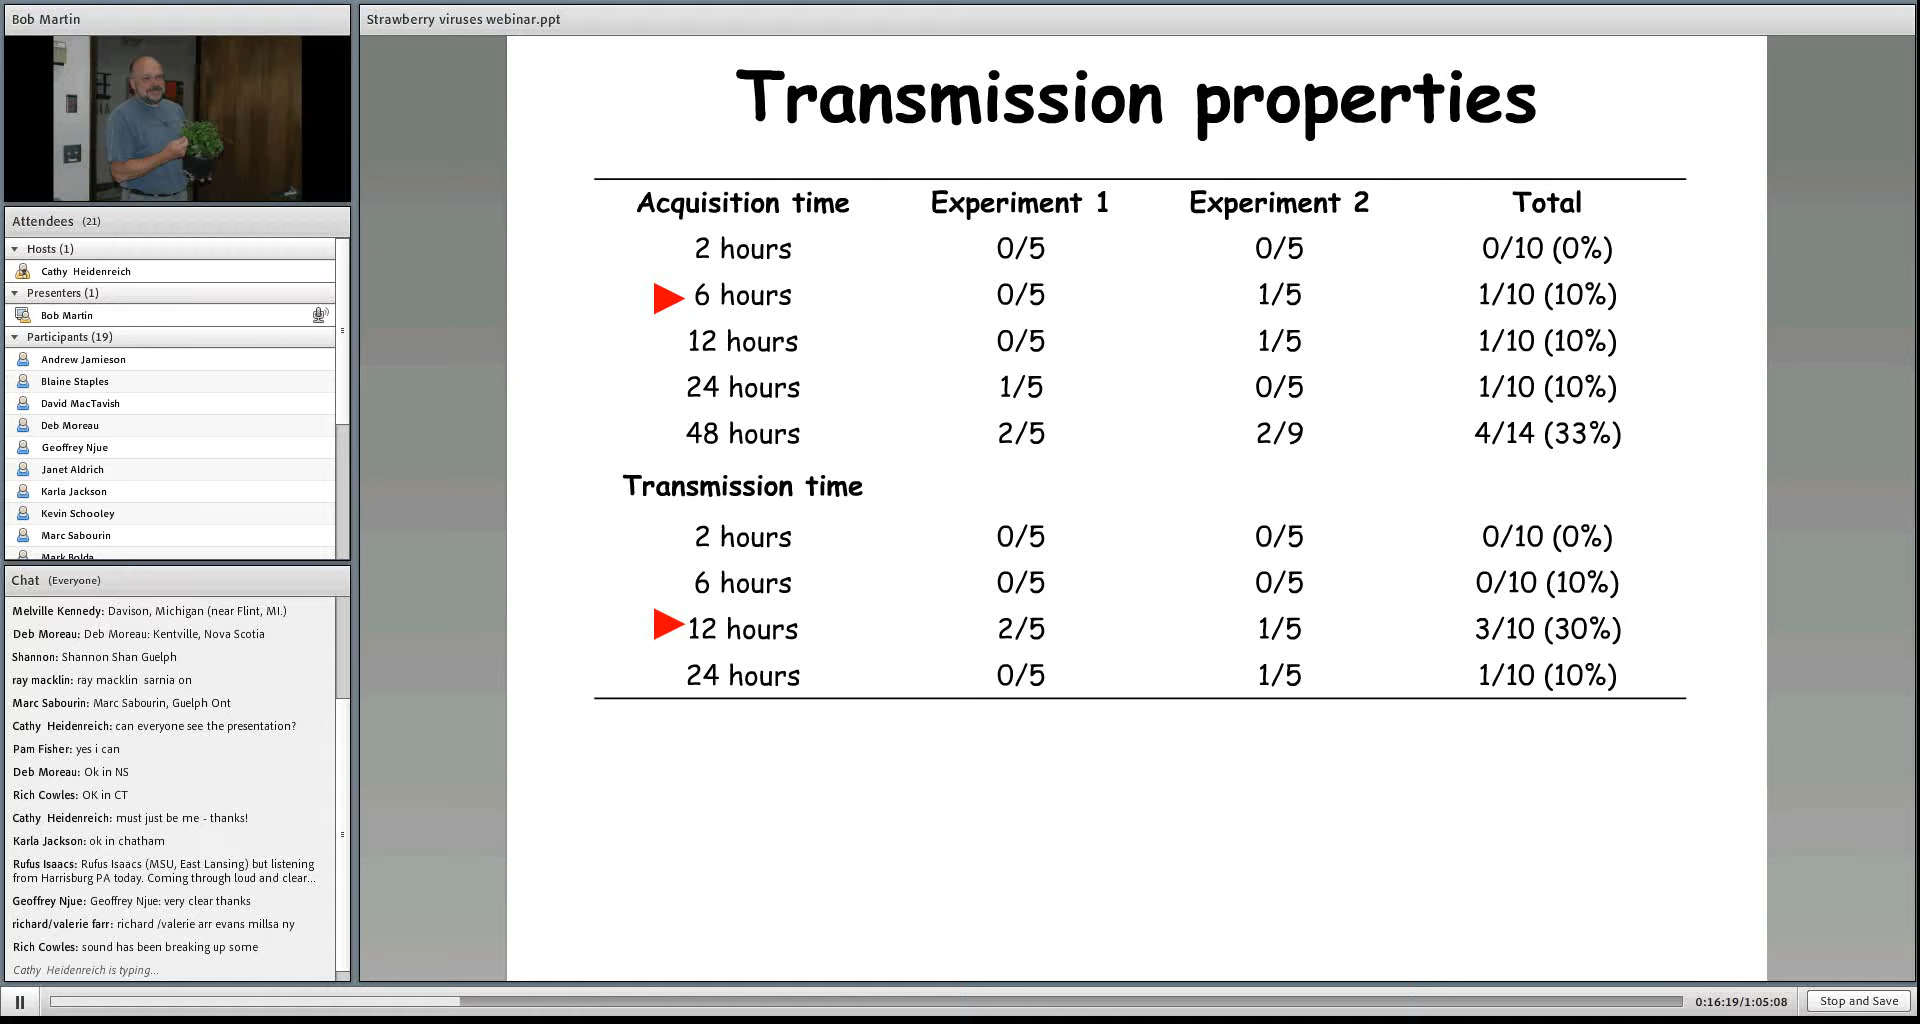 Bob Martin
Strawberry viruses webinar.ppt
Attendees (21)
Hosts (1)
Cathy Heidenreich
Presenters (1)
Bob Martin
Participants (19)
Andrew Jamieson
Blaine Staples
David MacTavish
Deb Moreau
Geoffrey Njue
Janet Aldrich
Karla Jackson
Kevin Schooley
Marc Sabourin
Mark Bolda
Chat (Everyone)
Melville Kennedy: Davison, Michigan (near Flint, MI.)
Deb Moreau: Deb Moreau: Kentville, Nova Scotia
Shannon: Shannon Shan Guelph
ray macklin: ray macklin sarnia on
Marc Sabourin: Marc Sabourin, Guelph Ont
Cathy Heidenreich: can everyone see the presentation?
Pam Fisher: yes i can
Deb Moreau: Ok in NS
Rich Cowles: OK in CT
Cathy Heidenreich: must just be me - thanks!
Karla Jackson: ok in chatham
Rufus Isaacs: Rufus Isaacs (MSU, East Lansing) but listening
from Harrisburg PA today. Coming through loud and clear...
Geoffrey Njue: Geoffrey Njue: very clear thanks
richard/valerie farr: richard /valerie arr evans millsa ny
Rich Cowles: sound has been breaking up some
Cathy Heidenreich is typing...
Transmission properties
Acquisition time Experiment 1 Experiment 2 Total
2 hours 0/5 0/5 0/10 (0%)
6 hours 0/5 1/5 1/10 (10%)
12 hours 0/5 1/5 1/10 (10%)
24 hours 1/5 0/5 1/10 (10%)
48 hours 2/5 2/9 4/14 (33%)
Transmission time
2 hours 0/5 0/5 0/10 (0%)
6 hours 0/5 0/5 0/10 (10%)
12 hours 2/5 1/5 3/10 (30%)
24 hours 0/5 1/5 1/10 (10%)
0:16:19/1:05:08
Stop and Save